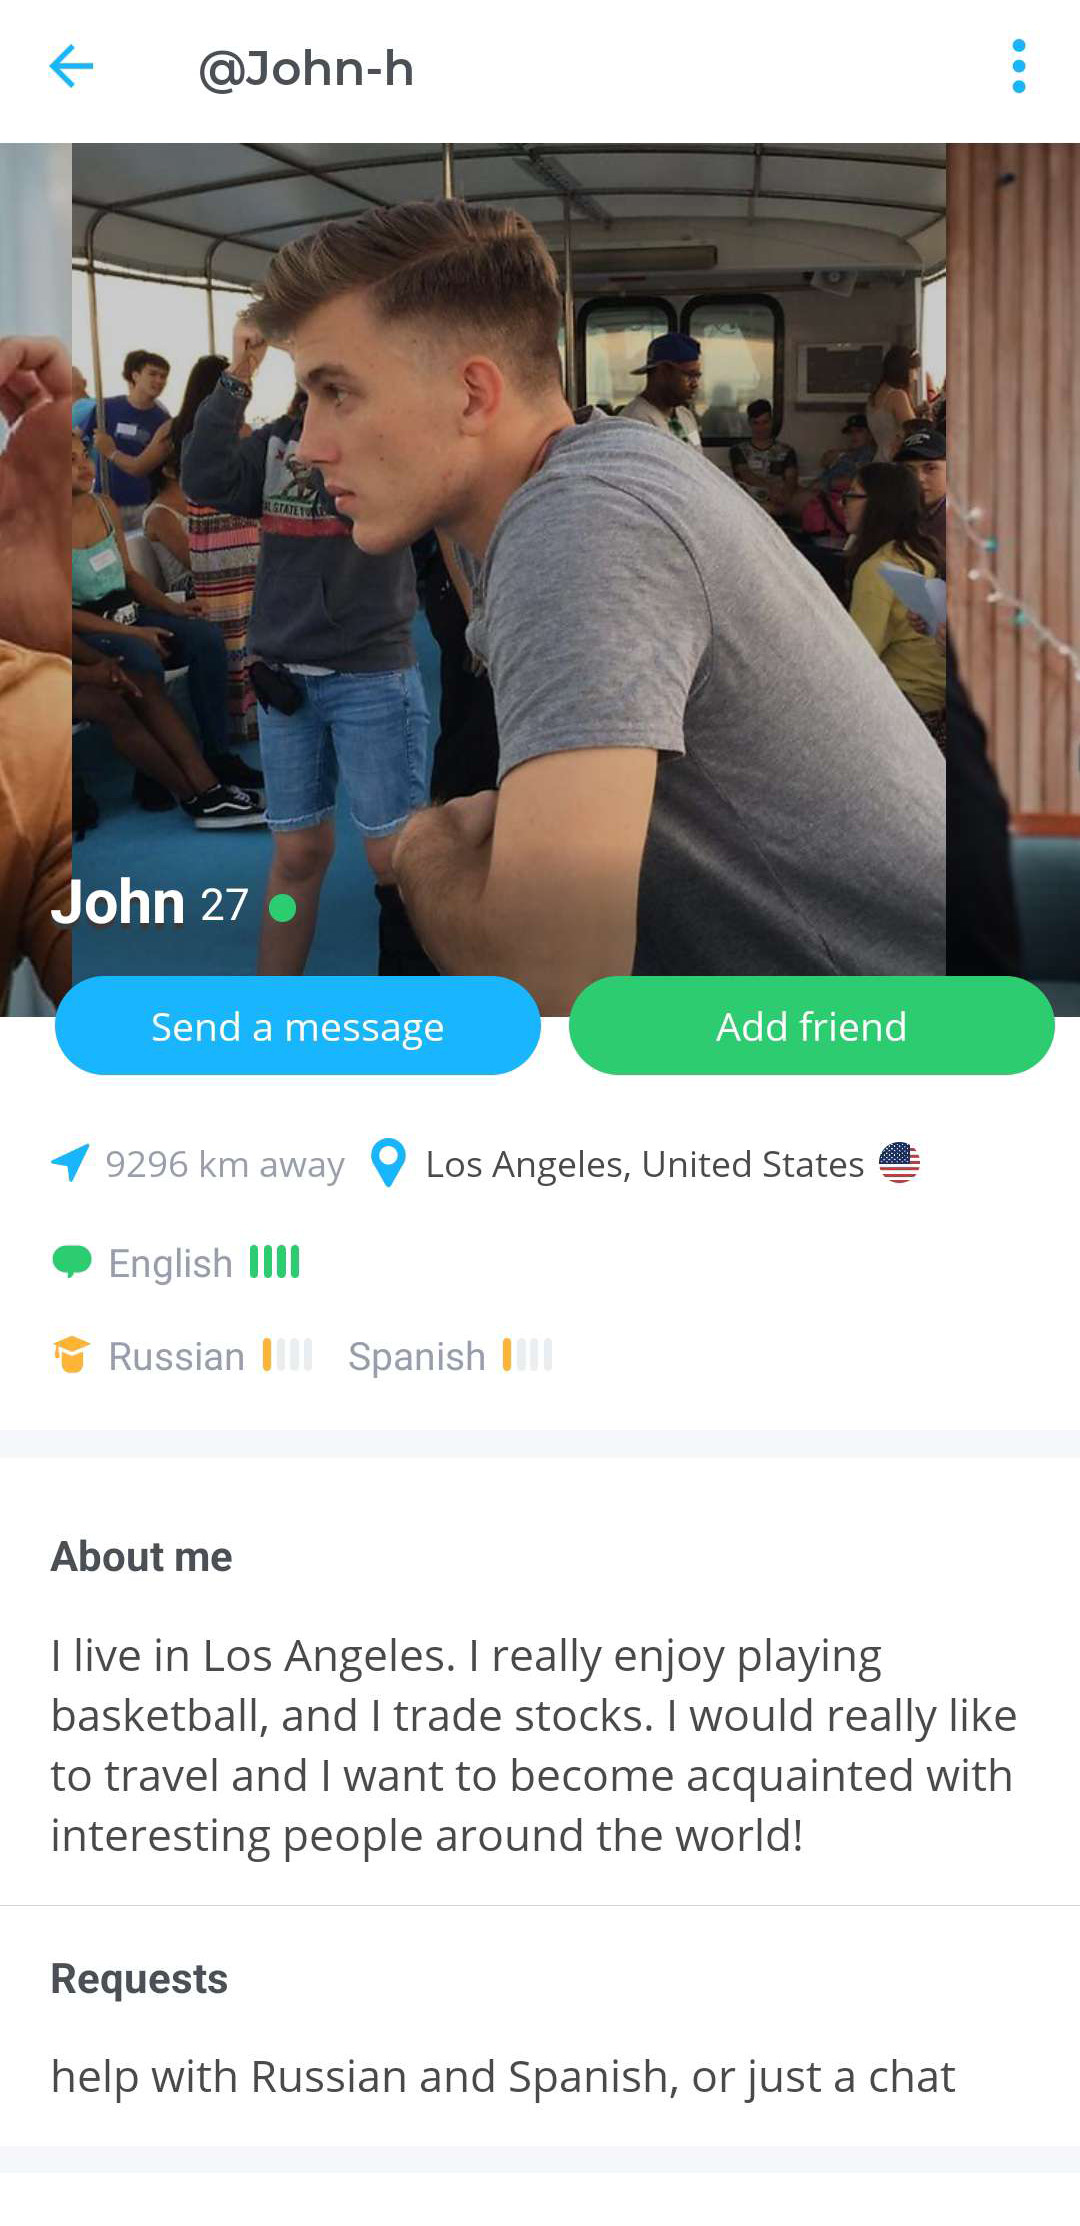 @John-h
STATE
John 27
Send a message
Add friend
9296 km away
Los Angeles, United States
English
Russian
Spanish
About me
I live in Los Angeles. I really enjoy playing
basketball, and I trade stocks. I would really like
to travel and I want to become acquainted with
interesting people around the world!
Requests
help with Russian and Spanish, or just a chat